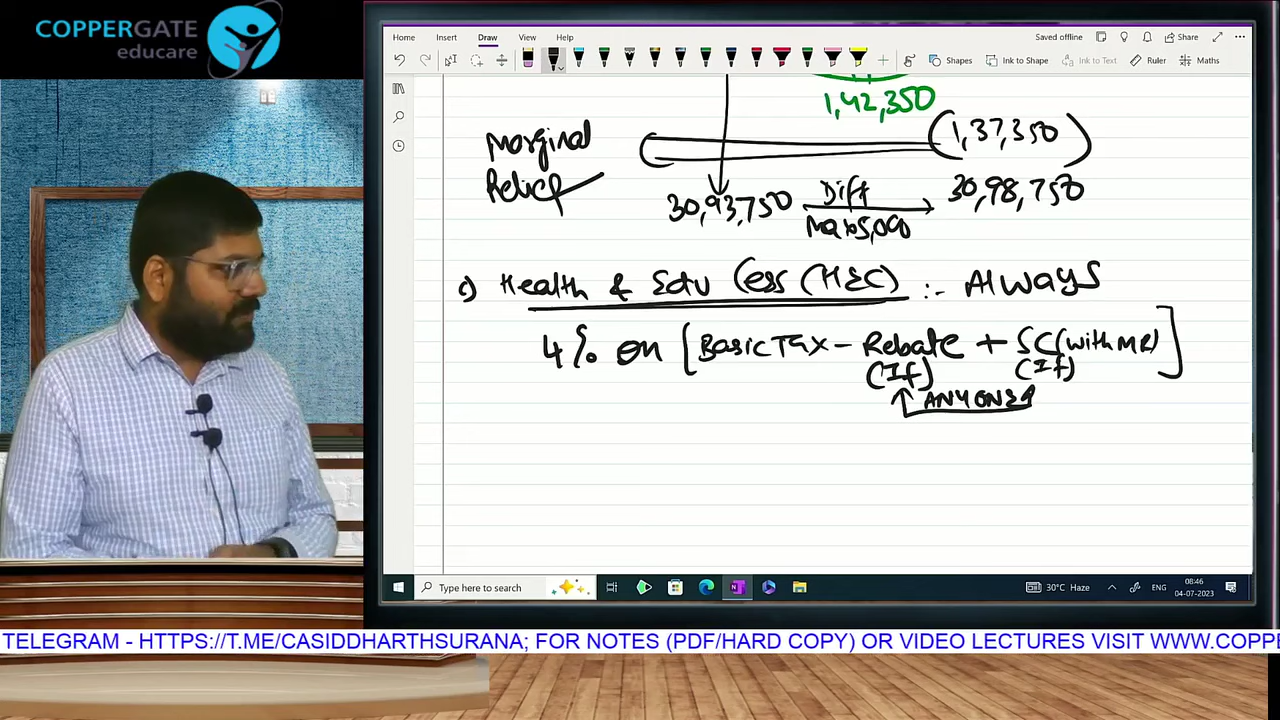 COPPERGATE
educare
Home Insert Draw View Help
Saved offline Share
Shapes Ink to Shape Ink to Text Ruler Maths
1,42,350
Marginal (1,37,350)
Relief
30,93,750 Diff 30,98,750
Max 5,000
c) Health & Edu Cess (HEC) :- Always
4% on [Basic Tax - Rebate + SC (with MR)]
(If) (If)
ANY ONE
Type here to search
30°C Haze ENG 08:46
04-07-2023
TELEGRAM - HTTPS://T.ME/CASIDDHARTHSURANA; FOR NOTES (PDF/HARD COPY) OR VIDEO LECTURES VISIT WWW.COPPE